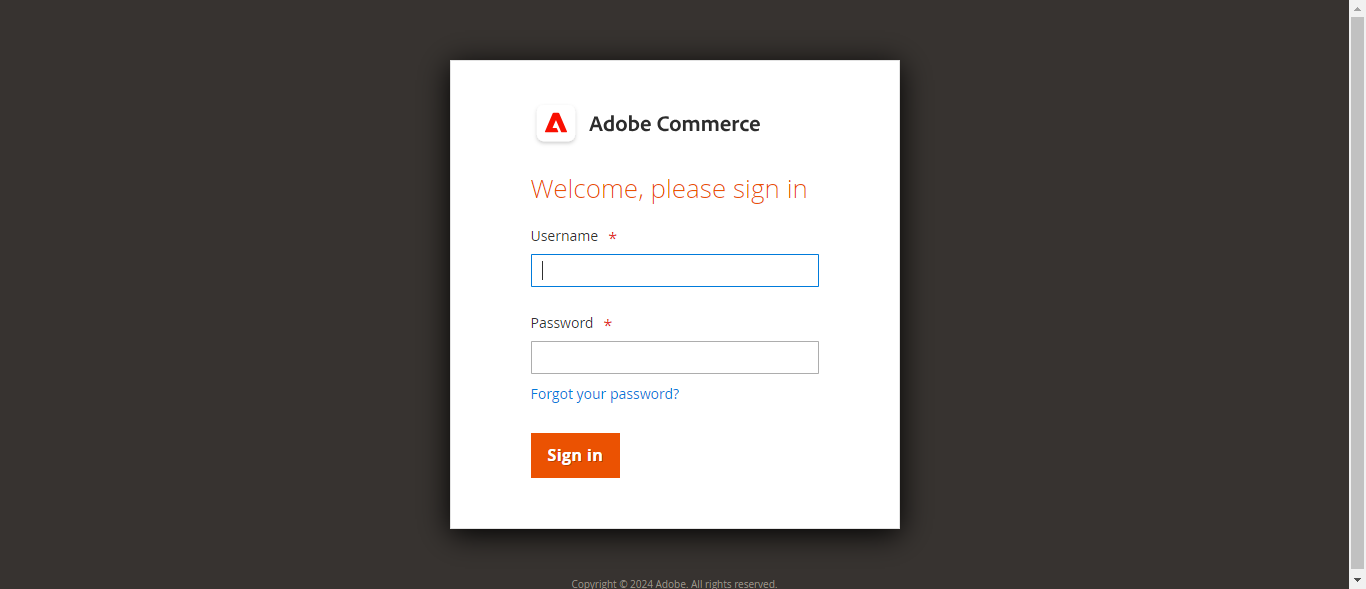 Adobe Commerce
Welcome, please sign in
Username *
Password *
Forgot your password?
Sign in
Copyright © 2024 Adobe. All rights reserved.